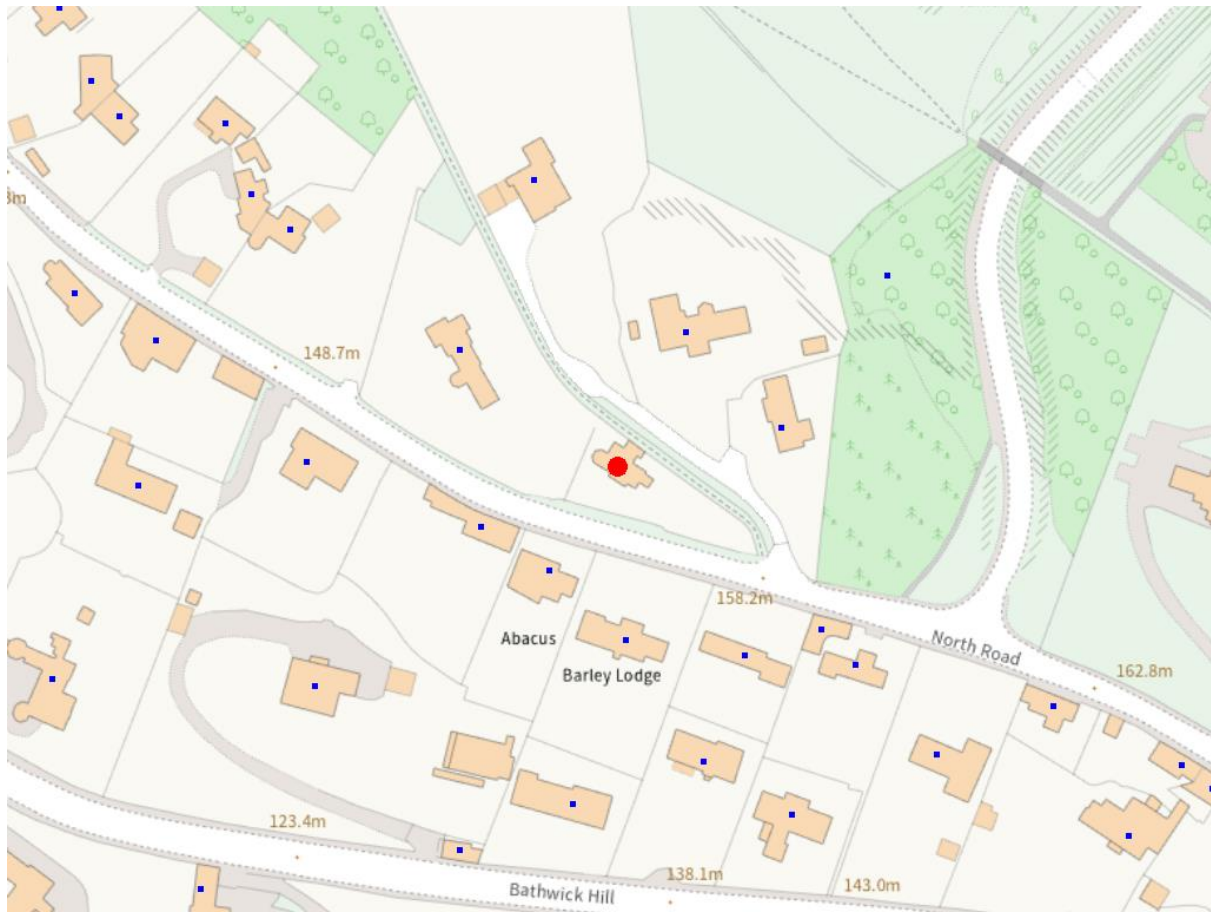 148.7m
Abacus
158.2m
Barley Lodge
North Road
162.8m
123.4m
138.1m
143.0m
Bathwick Hill